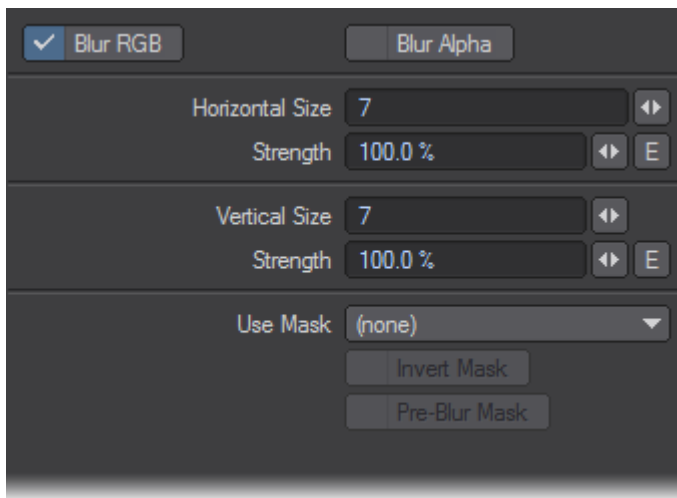 Blur RGB Blur Alpha
Horizontal Size 7
Strength 100.0 % E
Vertical Size 7
Strength 100.0 % E
Use Mask (none)
Invert Mask
Pre-Blur Mask